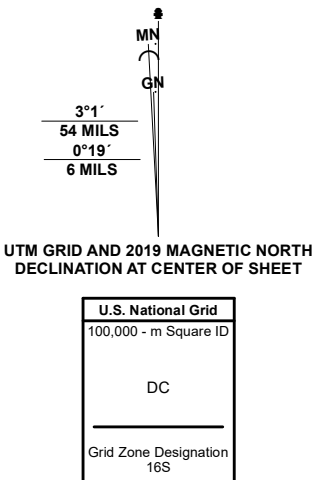 MN
GN
3°1´
54 MILS
0°19´
6 MILS
UTM GRID AND 2019 MAGNETIC NORTH
DECLINATION AT CENTER OF SHEET
U.S. National Grid
100,000 - m Square ID
DC
Grid Zone Designation
16S